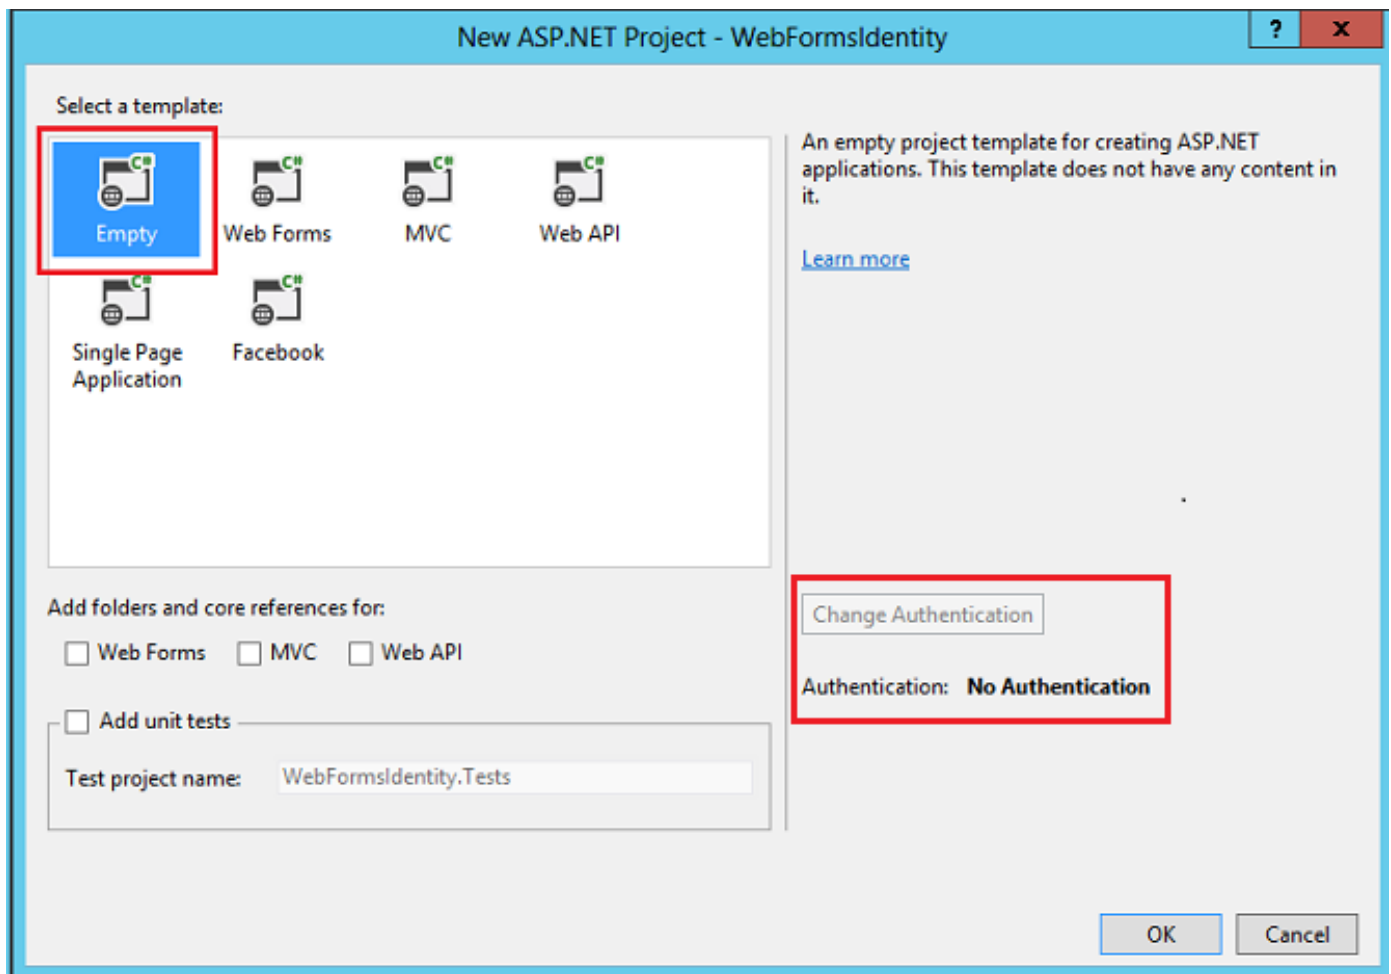 New ASP.NET Project - WebFormsIdentity
?
x
Select a template:
C#
Empty
C#
Web Forms
C#
MVC
C#
Web API
C#
Single Page
Application
C#
Facebook
An empty project template for creating ASP.NET
applications. This template does not have any content in
it.
Learn more
Change Authentication
Authentication: No Authentication
Add folders and core references for:
Web Forms MVC Web API
Add unit tests
Test project name: WebFormsIdentity.Tests
OK Cancel